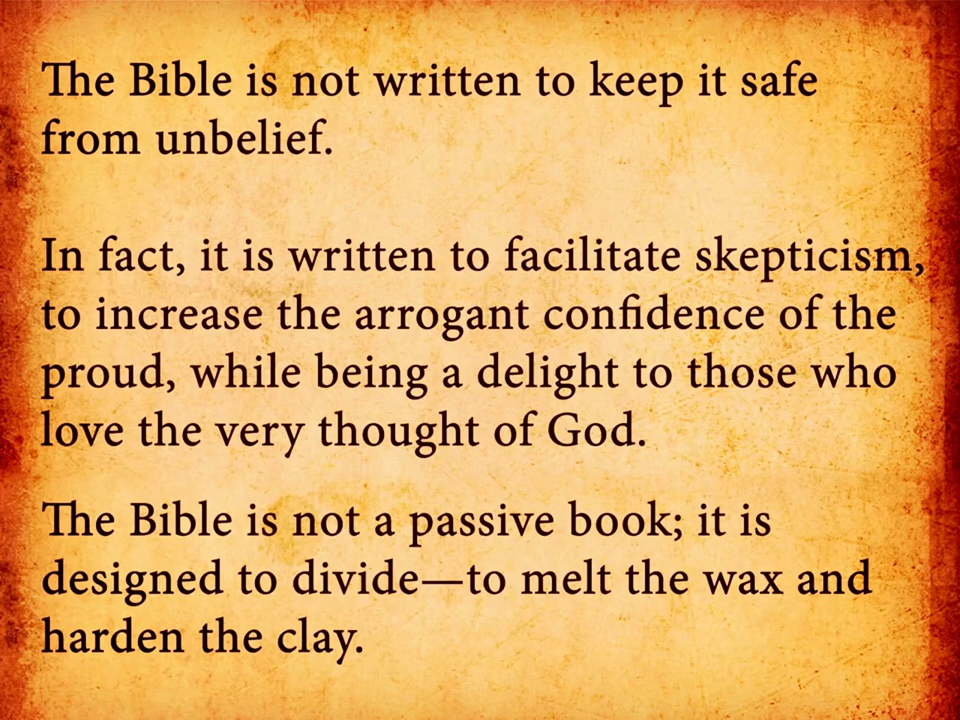 The Bible is not written to keep it safe
from unbelief.
In fact, it is written to facilitate skepticism,
to increase the arrogant confidence of the
proud, while being a delight to those who
love the very thought of God.
The Bible is not a passive book; it is
designed to divide—to melt the wax and
harden the clay.